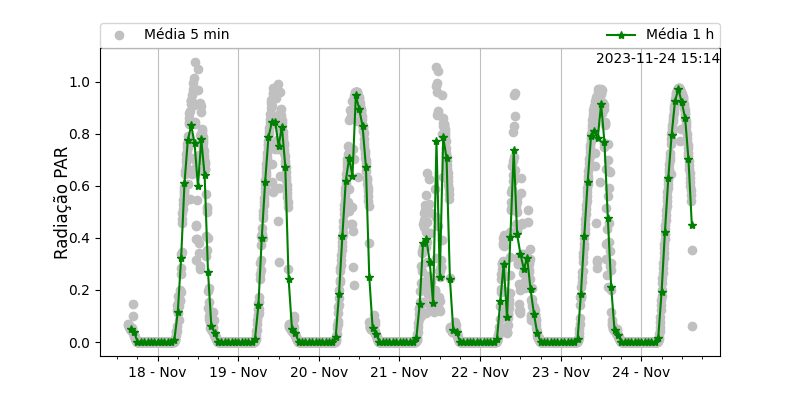 Média 5 min
Média 1 h
2023-11-24 15:14
Radiação PAR
1.0
0.8
0.6
0.4
0.2
0.0
18 - Nov
19 - Nov
20 - Nov
21 - Nov
22 - Nov
23 - Nov
24 - Nov